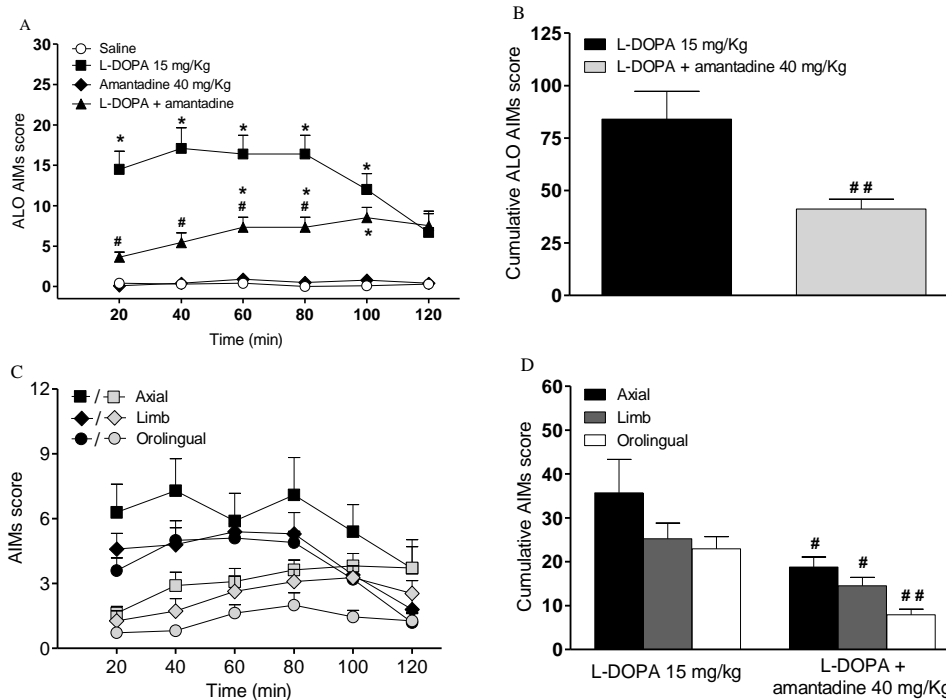 A
30
25
20
15
10
5
0
ALO AIMs score
Saline
L-DOPA 15 mg/Kg
Amantadine 40 mg/Kg
L-DOPA + amantadine
* * * * *
* *
# # # # *
20 40 60 80 100 120
Time (min)
B
125
100
75
50
25
0
Cumulative ALO AIMs score
L-DOPA 15 mg/Kg
L-DOPA + amantadine 40 mg/Kg
##
C
12
9
6
3
0
AIMs score
/ Axial
/ Limb
/ Orolingual
20 40 60 80 100 120
Time (min)
D
60
50
40
30
20
10
0
Cumulative AIMs score
Axial
Limb
Orolingual
# # ##
L-DOPA 15 mg/kg
L-DOPA +
amantadine 40 mg/Kg